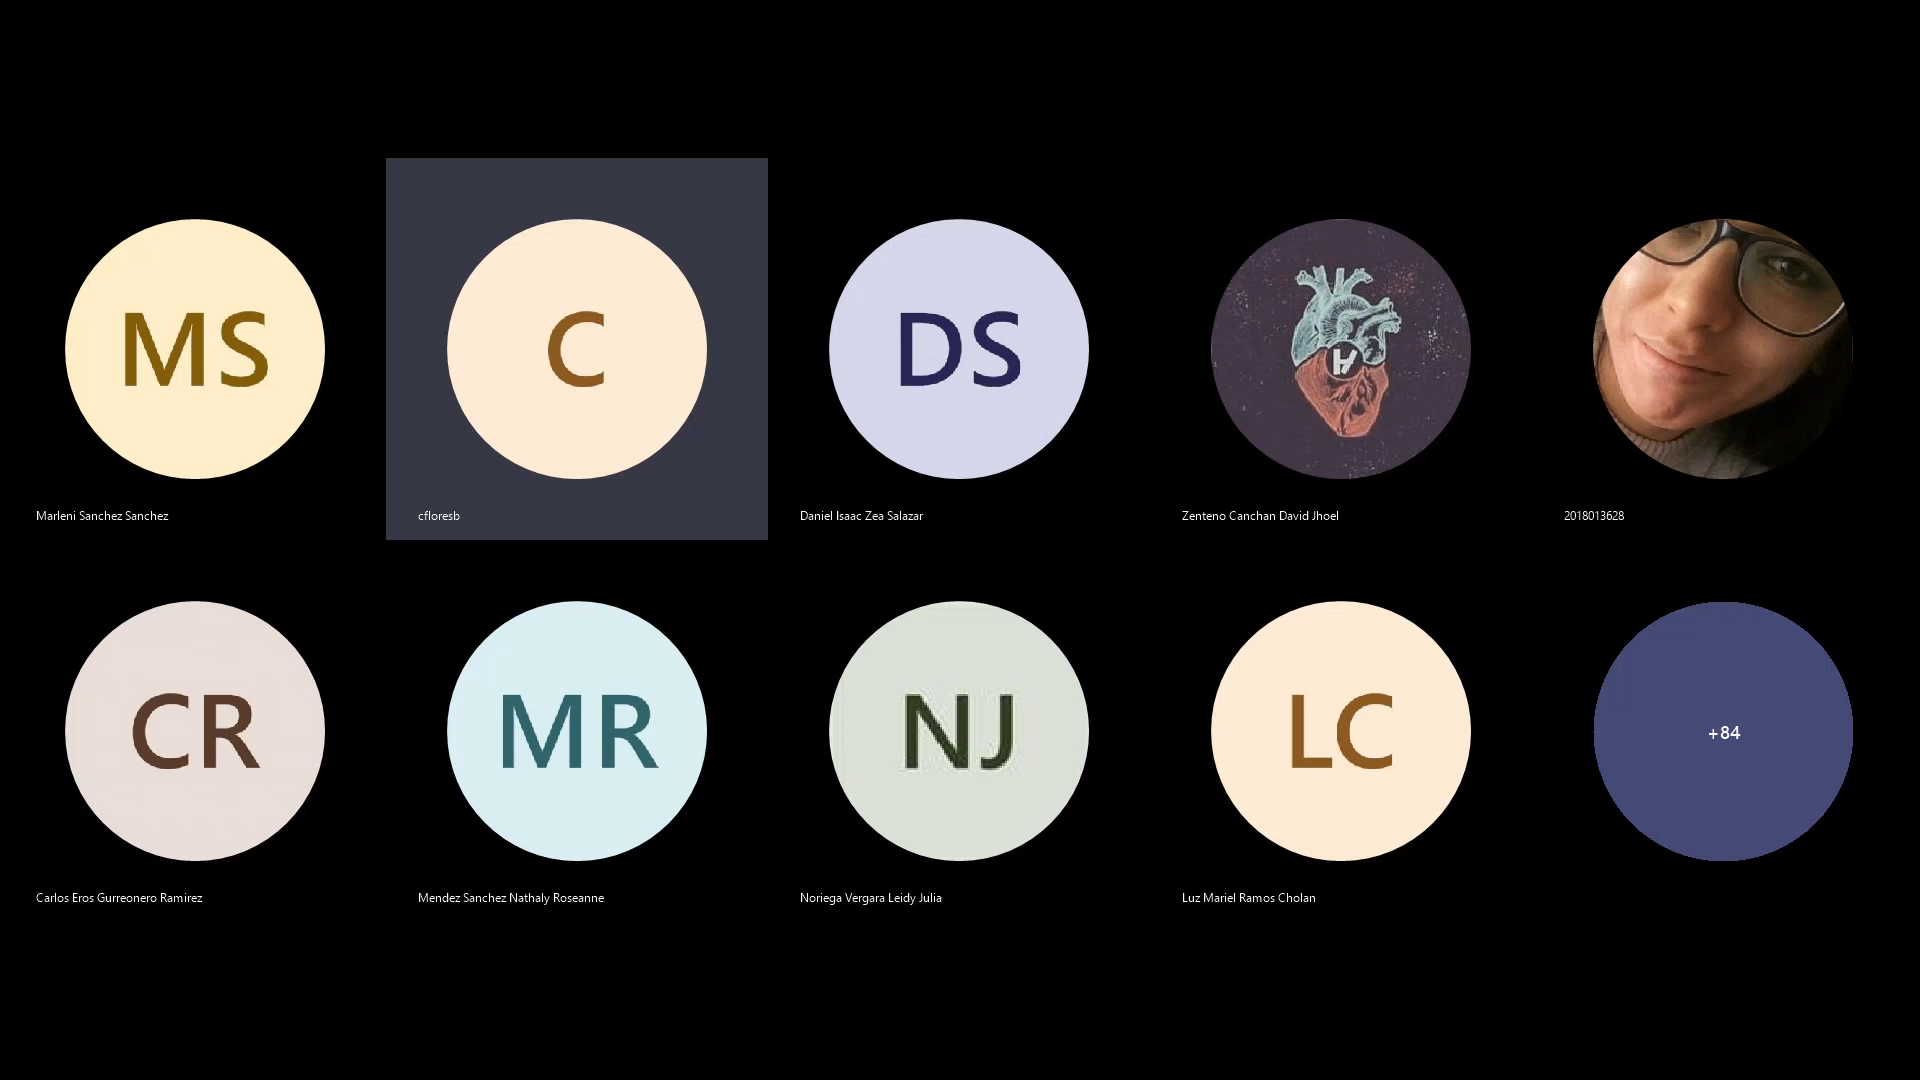 MS
C
DS
H
Marleni Sanchez Sanchez
cfloresb
Daniel Isaac Zea Salazar
Zenteno Canchan David Jhoel
2018013628
CR
MR
NJ
LC
+84
Carlos Eros Gurreonero Ramirez
Mendez Sanchez Nathaly Roseanne
Noriega Vergara Leidy Julia
Luz Mariel Ramos Cholan